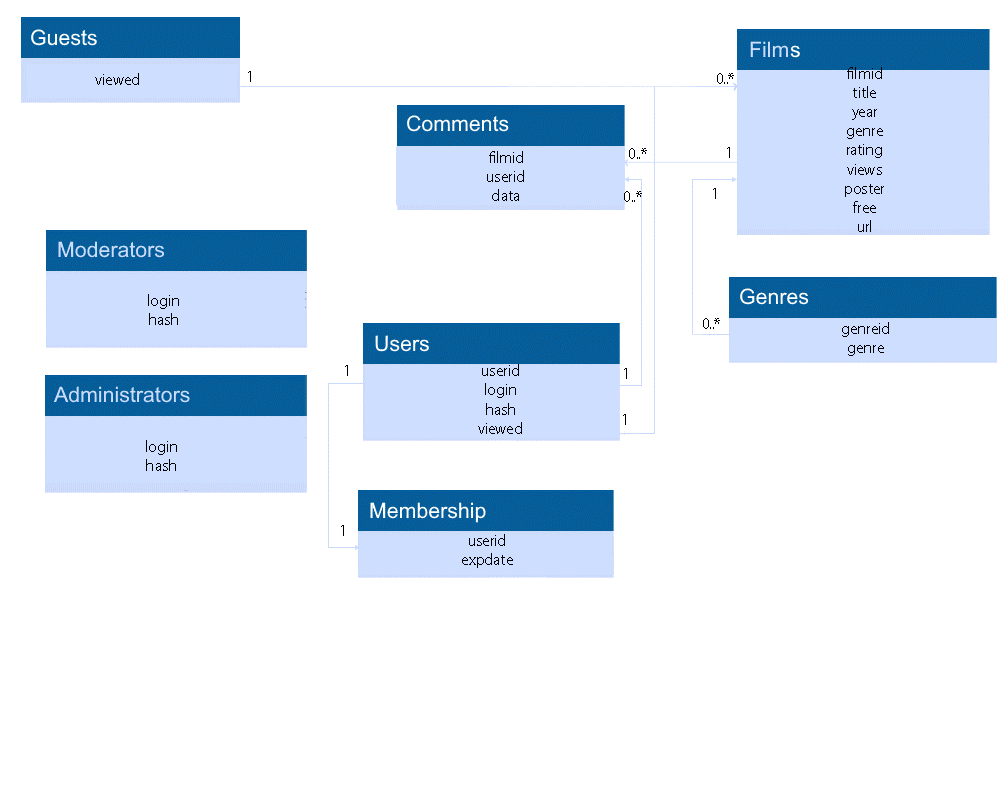 Guests
viewed
1
0..*
Films
filmid
title
year
genre
rating
views
poster
free
url
Comments
filmid
userid
data
0..*
1
0..*
1
Moderators
login
hash
Genres
genreid
genre
0..*
Users
userid
login
hash
viewed
1
1
1
Administrators
login
hash
Membership
userid
expdate
1